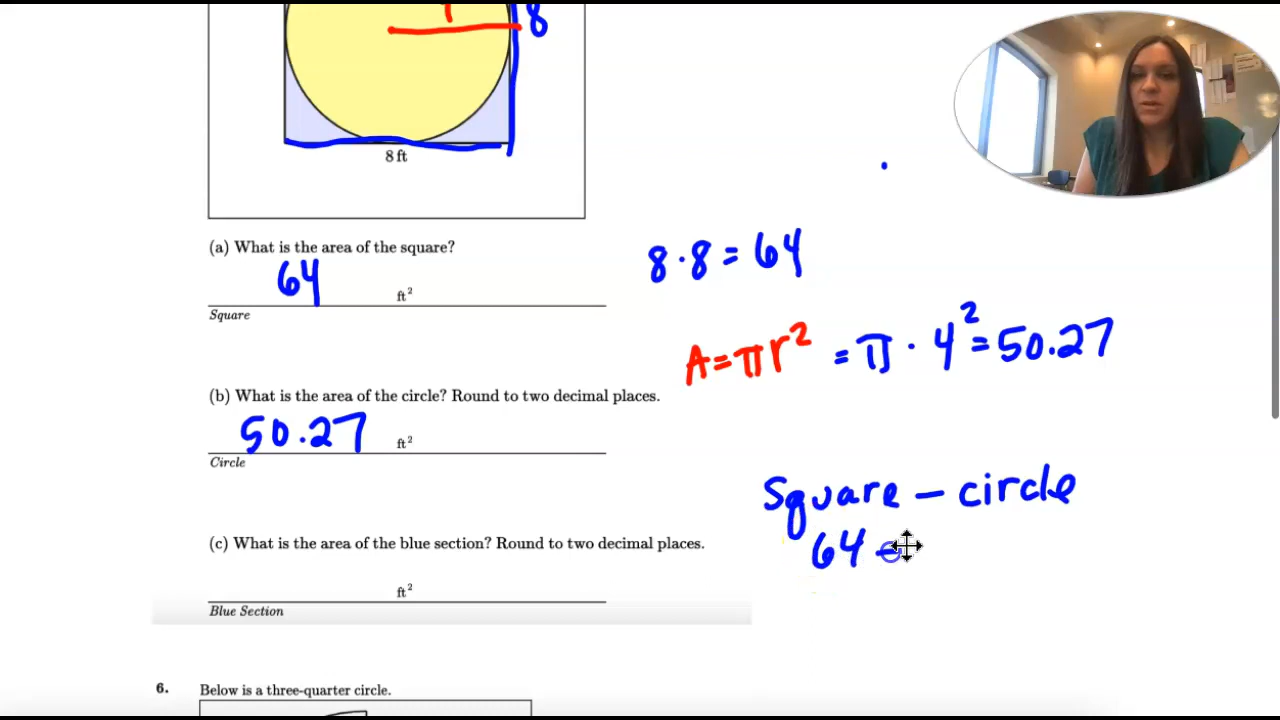 4
8
8 ft
(a) What is the area of the square?
64 ft²
Square
8 · 8 = 64
A = πr² = π · 4² = 50.27
(b) What is the area of the circle? Round to two decimal places.
50.27 ft²
Circle
Square – circle
64 –
(c) What is the area of the blue section? Round to two decimal places.
ft²
Blue Section
6. Below is a three-quarter circle.